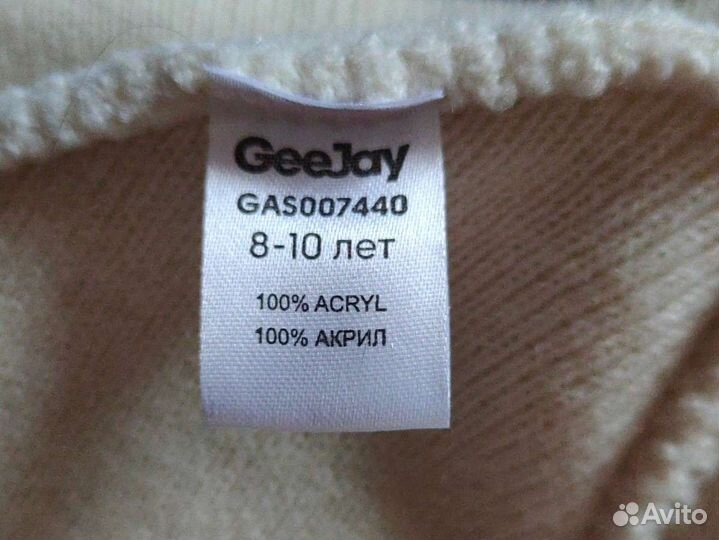 GeeJay
GAS007440
8-10 лет
100% ACRYL
100% АКРИЛ
Avito